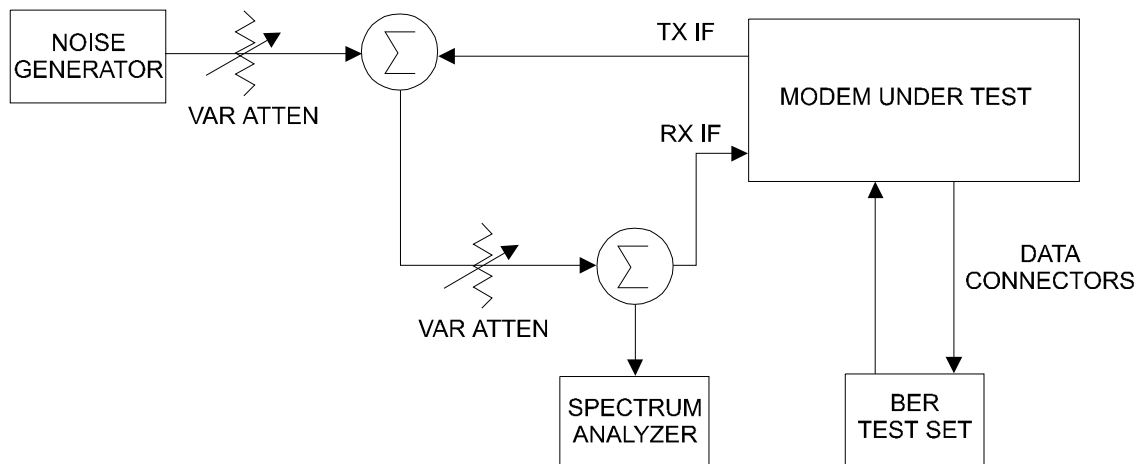 NOISE
GENERATOR
VAR ATTEN
Σ
TX IF
MODEM UNDER TEST
RX IF
VAR ATTEN
Σ
DATA
CONNECTORS
SPECTRUM
ANALYZER
BER
TEST SET